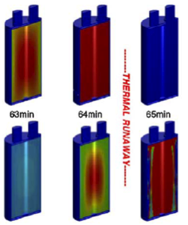 63min
64min
65min
------THERMAL RUNAWAY------